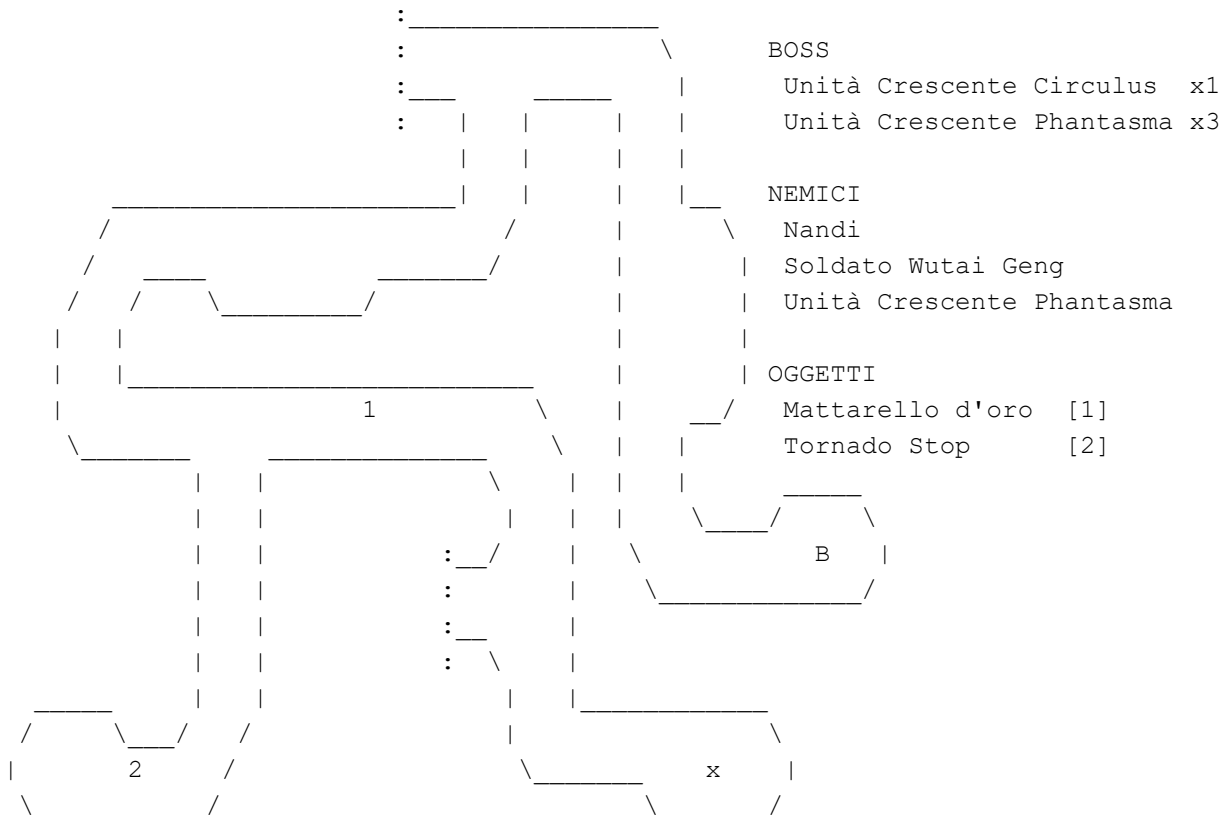 BOSS
Unità Crescente Circulus x1
Unità Crescente Phantasma x3
NEMICI
Nandi
Soldato Wutai Geng
Unità Crescente Phantasma
OGGETTI
1 Mattarello d'oro [1]
Tornado Stop [2]
B
2 x